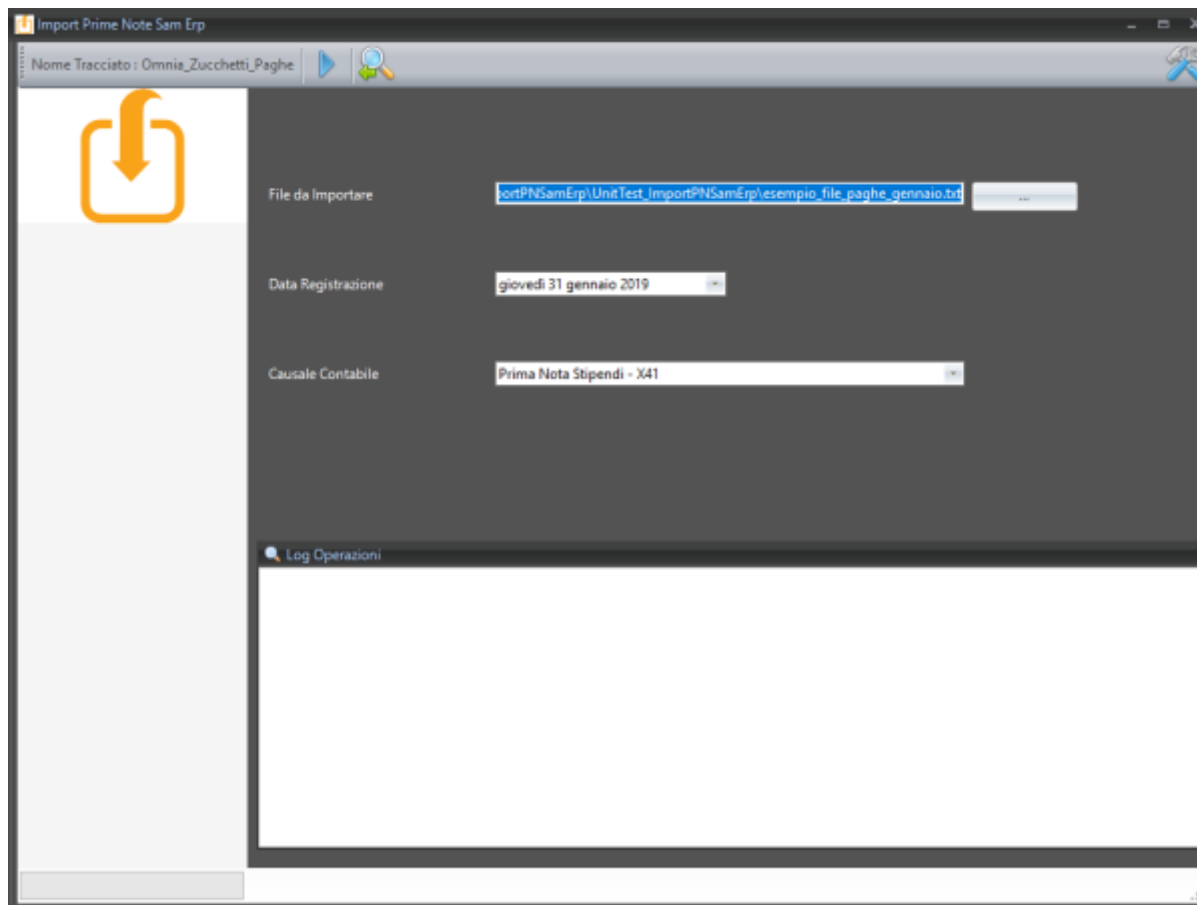 Import Prime Note Sam Erp
Nome Tracciato : Omnia_Zucchetti_Paghe
File da Importare
portPNSamErp\UnitTest_ImportPNSamErp\esempio_file_paghe_gennaio.txt
...
Data Registrazione
giovedì 31 gennaio 2019
Causale Contabile
Prima Nota Stipendi - X41
Log Operazioni